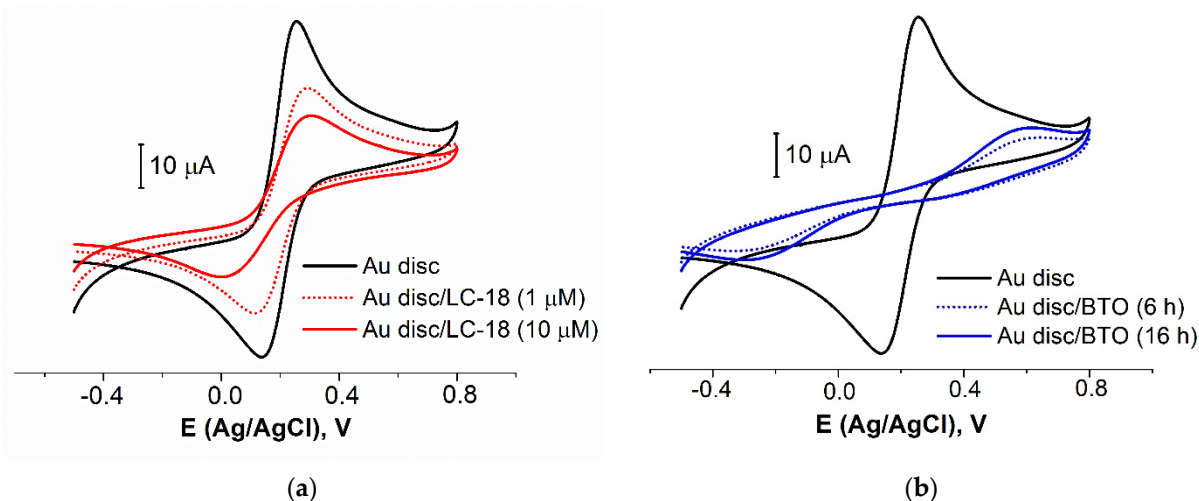 10 μA
Au disc
Au disc/LC-18 (1 μM)
Au disc/LC-18 (10 μM)
-0.4 0.0 0.4 0.8
E (Ag/AgCl), V
(a)
10 μA
Au disc
Au disc/BTO (6 h)
Au disc/BTO (16 h)
-0.4 0.0 0.4 0.8
E (Ag/AgCl), V
(b)